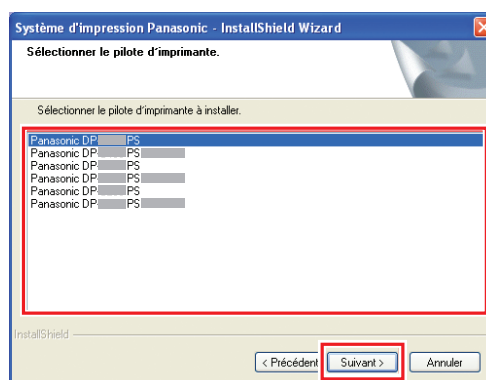 Système d'impression Panasonic - InstallShield Wizard
Sélectionner le pilote d'imprimante.
Sélectionner le pilote d'imprimante à installer.
Panasonic DP PS
Panasonic DP PS
Panasonic DP PS
Panasonic DP PS
Panasonic DP PS
Panasonic DP PS
InstallShield
< Précédent Suivant > Annuler